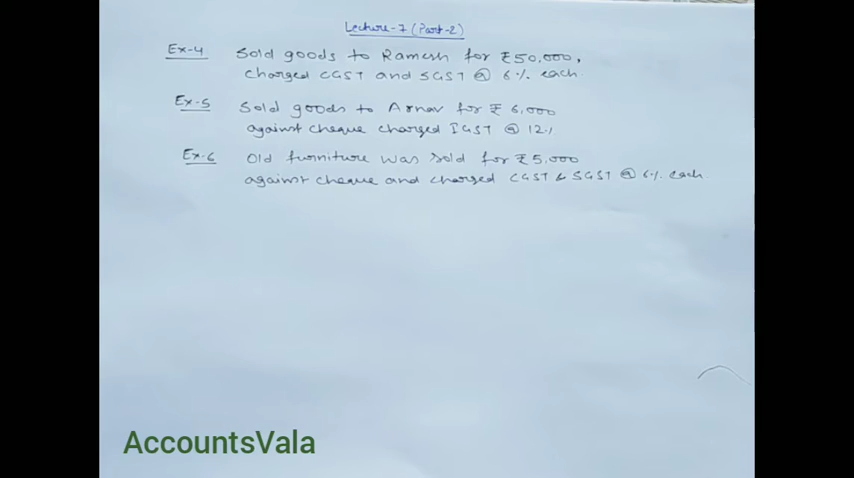 Lecture-7 (Part-2)
Ex-4 Sold goods to Ramesh for ₹50,000,
charged CGST and SGST @ 6% each.
Ex-5 Sold goods to Arnav for ₹ 6,000
against cheque charged IGST @ 12%
Ex-6 Old furniture was sold for ₹5,000
against cheque and charged CGST & SGST @ 6% each.
AccountsVala